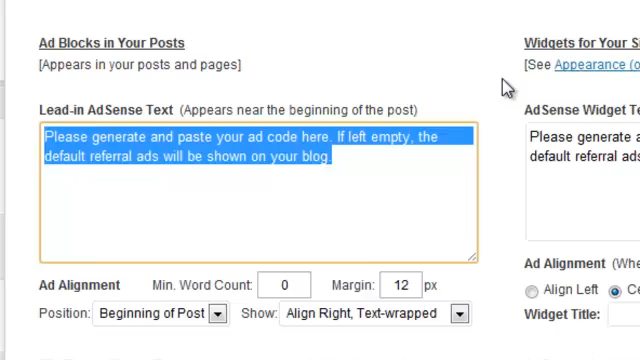 Ad Blocks in Your Posts
[Appears in your posts and pages]
Lead-in AdSense Text (Appears near the beginning of the post)
Please generate and paste your ad code here. If left empty, the
default referral ads will be shown on your blog.
Ad Alignment Min. Word Count: 0 Margin: 12 px
Position: Beginning of Post Show: Align Right, Text-wrapped
Widgets for Your
[See Appearance (o
AdSense Widget
Please generate a
default referral ads
Ad Alignment (Whe
Align Left
Widget Title: